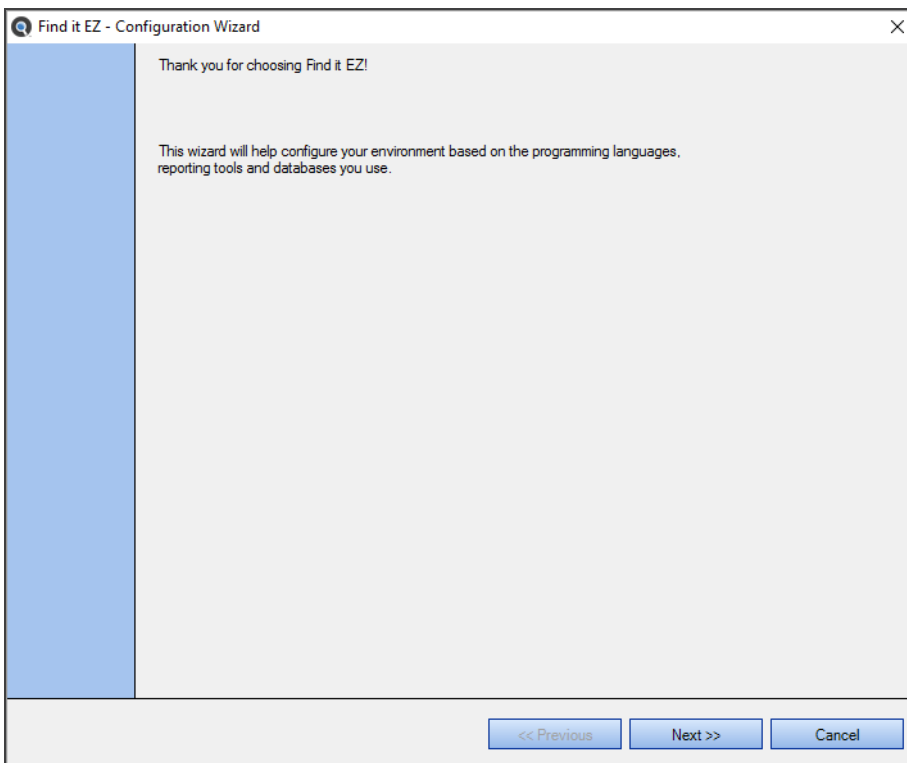 Find it EZ - Configuration Wizard
Thank you for choosing Find it EZ!
This wizard will help configure your environment based on the programming languages,
reporting tools and databases you use.
<< Previous
Next >>
Cancel